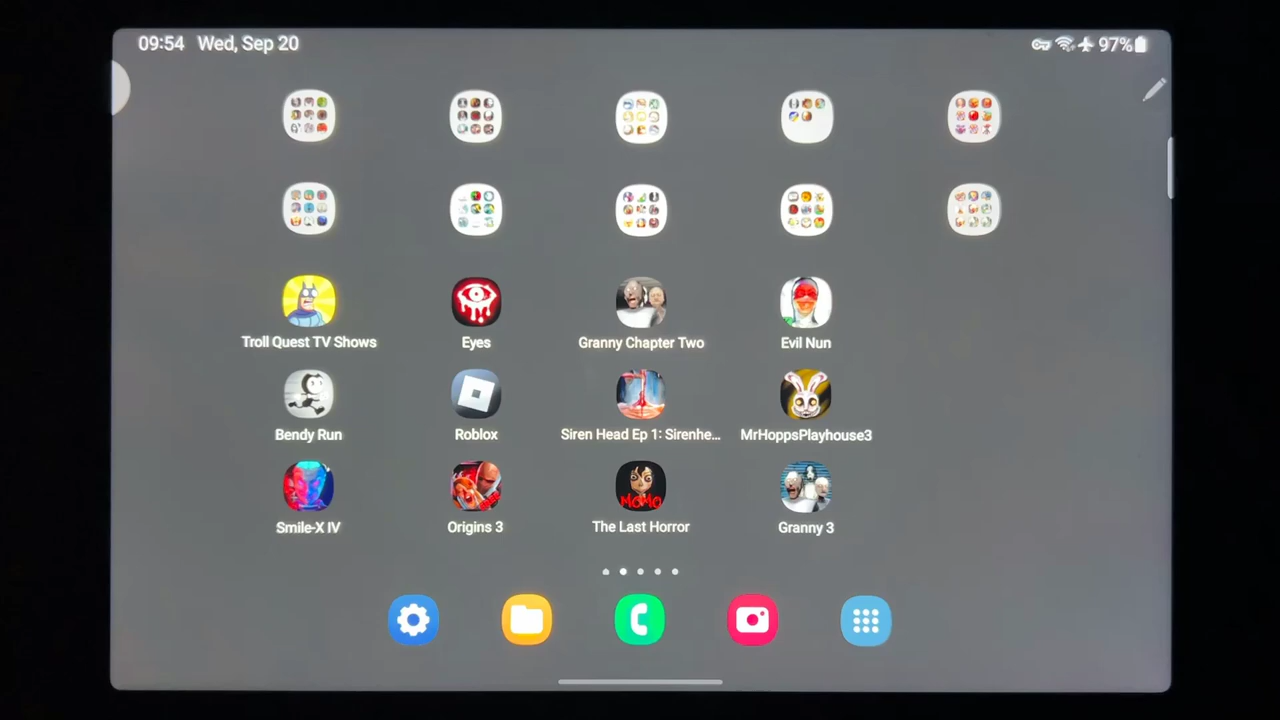 09:54 Wed, Sep 20
97%
Troll Quest TV Shows
Eyes
Granny Chapter Two
Evil Nun
Bendy Run
Roblox
Siren Head Ep 1: Sirenhe...
MrHoppsPlayhouse3
MOMO
Smile-X IV
Origins 3
The Last Horror
Granny 3